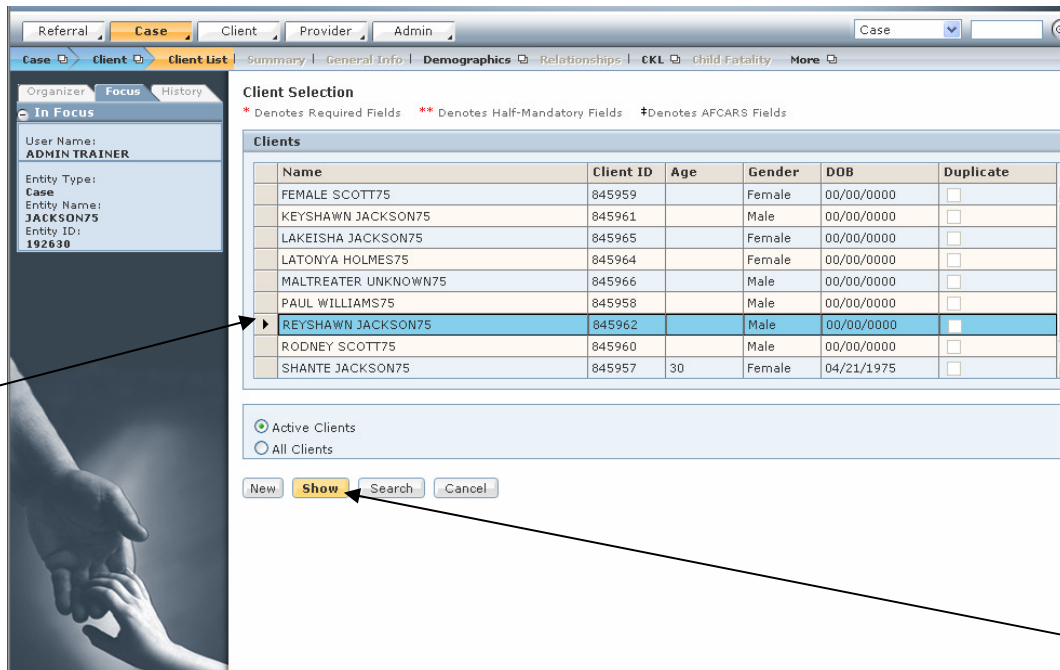 Referral Case Client Provider Admin Case
Case Client Client List Summary General Info Demographics Relationships CKL Child Fatality More
Organizer Focus History
In Focus
User Name:
ADMIN TRAINER
Entity Type:
Case
Entity Name:
JACKSON75
Entity ID:
192630
Client Selection
* Denotes Required Fields ** Denotes Half-Mandatory Fields ‡Denotes AFCARS Fields
Clients
Name Client ID Age Gender DOB Duplicate
FEMALE SCOTT75 845959 Female 00/00/0000
KEYSHAWN JACKSON75 845961 Male 00/00/0000
LAKEISHA JACKSON75 845965 Female 00/00/0000
LATONYA HOLMES75 845964 Female 00/00/0000
MALTREATER UNKNOWN75 845966 Male 00/00/0000
PAUL WILLIAMS75 845958 Male 00/00/0000
REYSHAWN JACKSON75 845962 Male 00/00/0000
RODNEY SCOTT75 845960 Male 00/00/0000
SHANTE JACKSON75 845957 30 Female 04/21/1975
Active Clients
All Clients
New Show Search Cancel